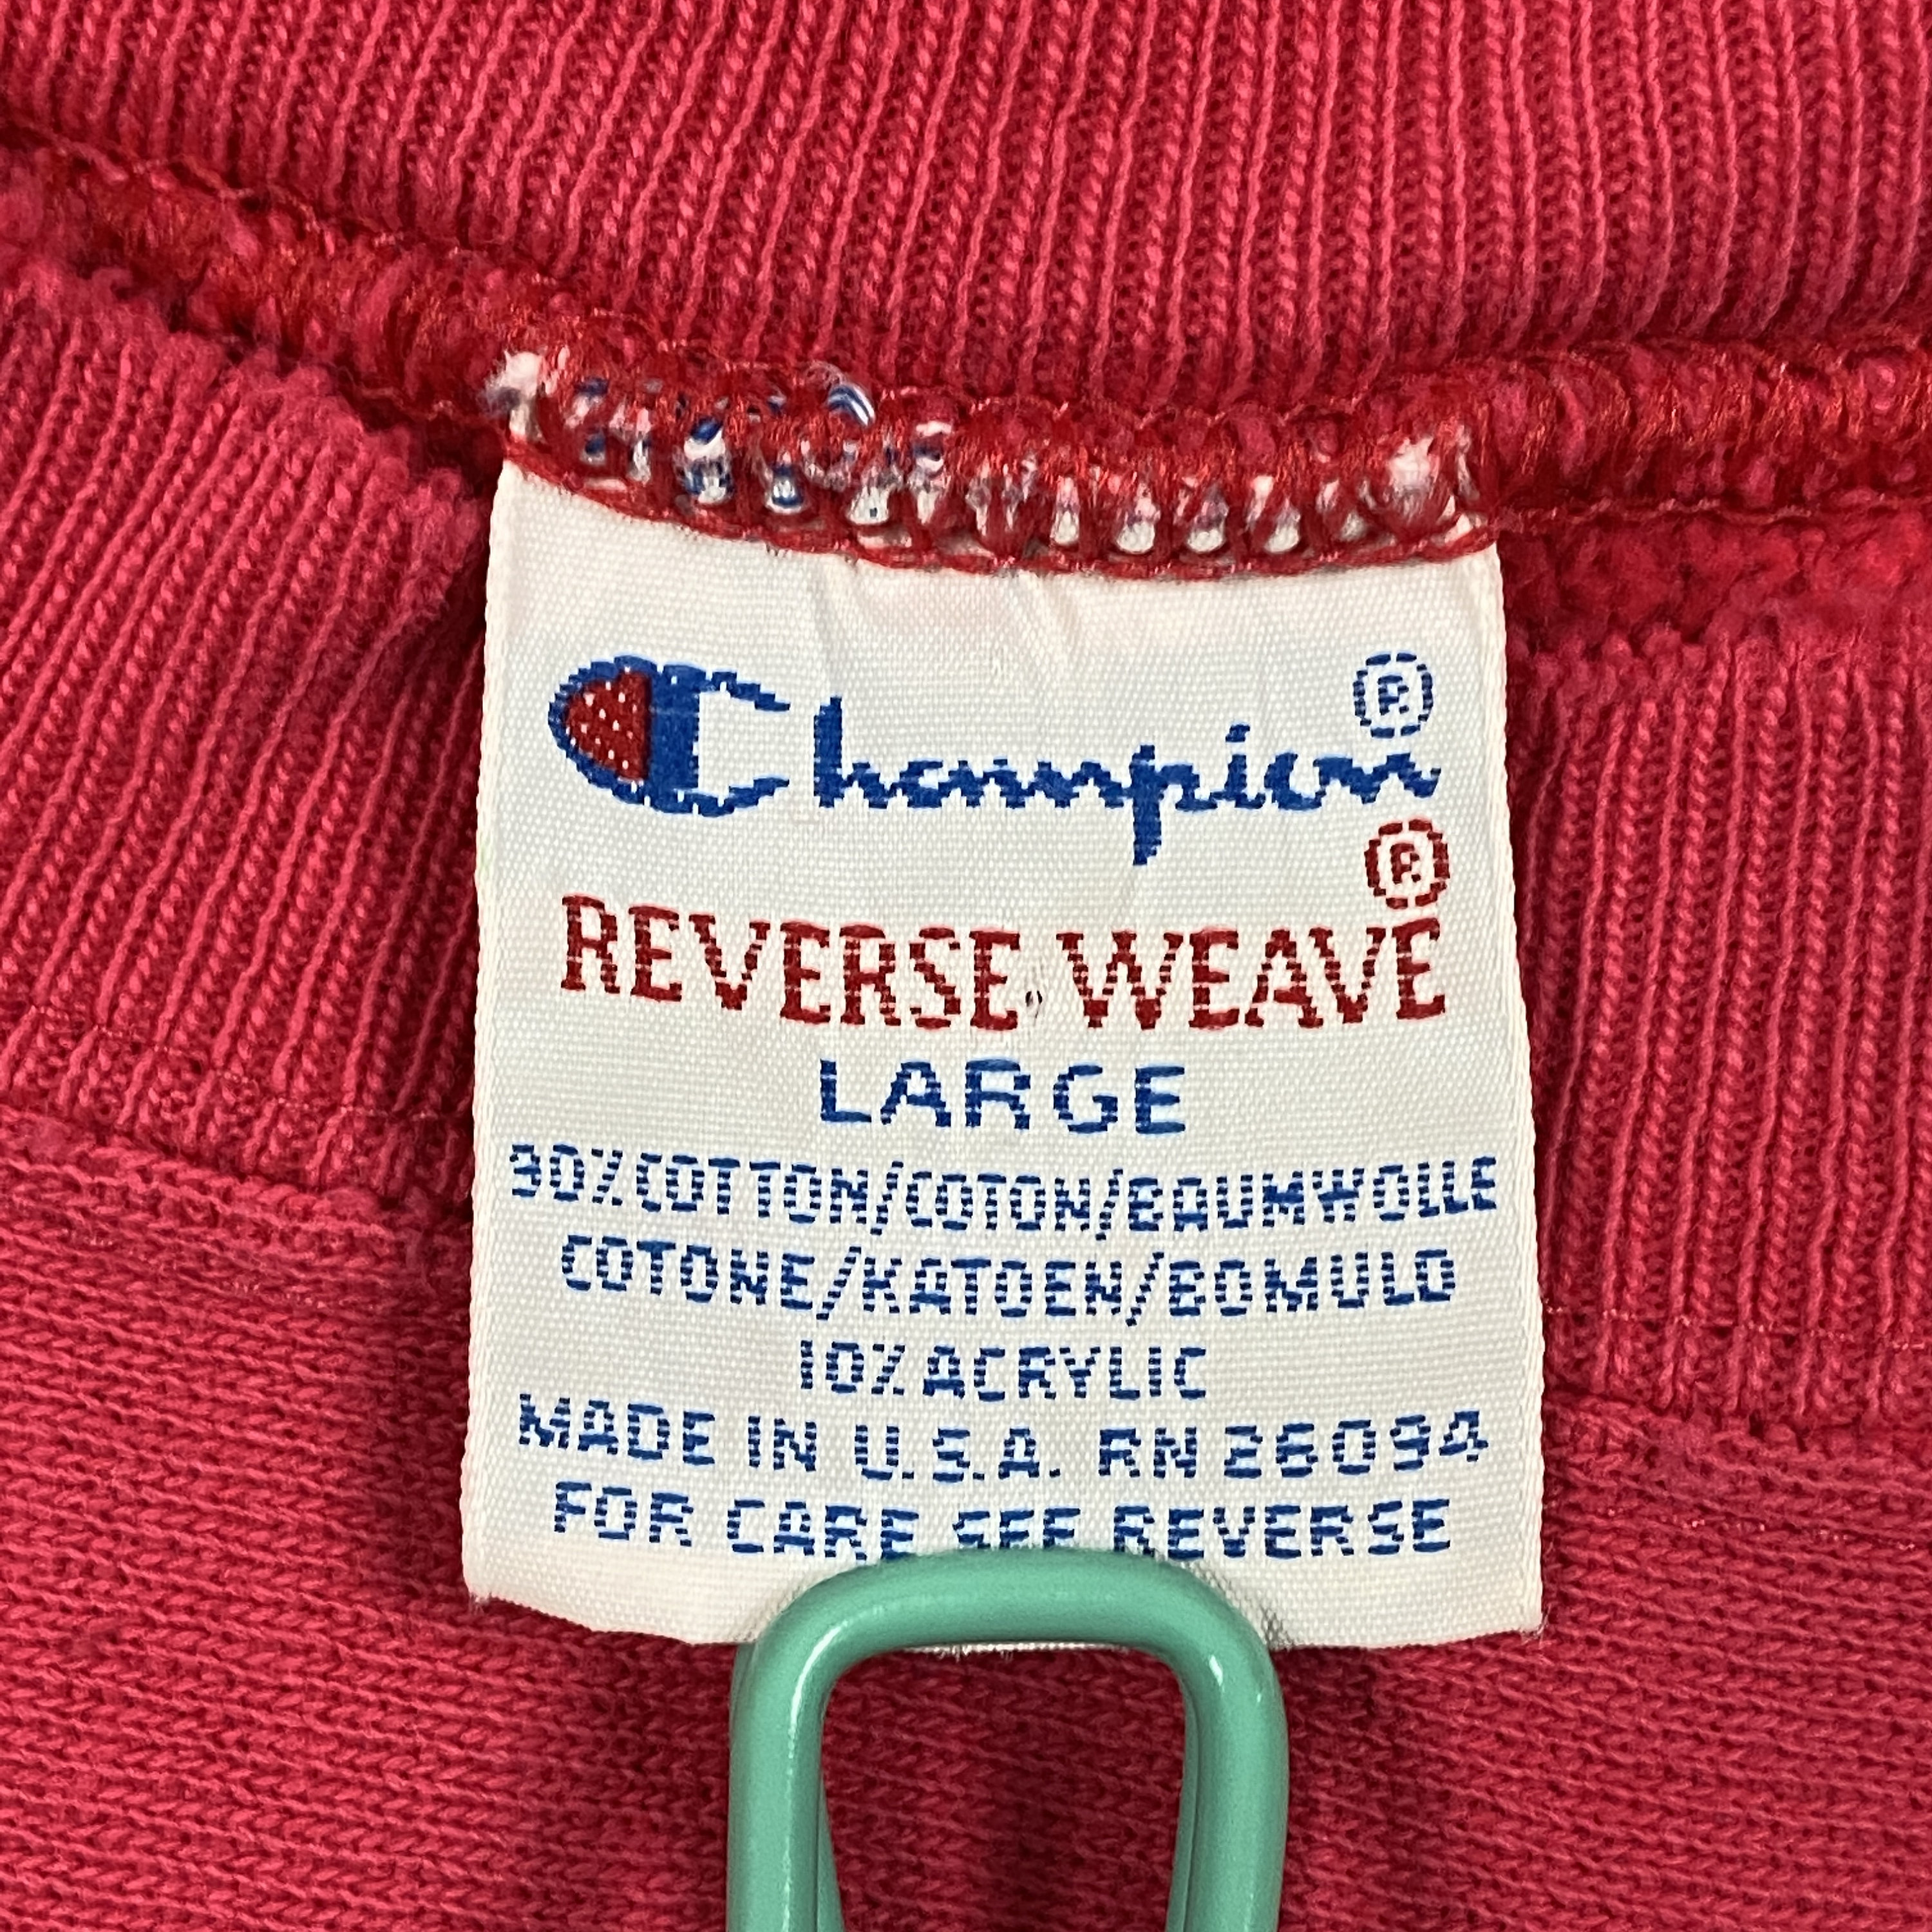 Champion ®
®
REVERSE WEAVE
LARGE
90% COTTON/COTON/BAUMWOLLE
COTONE/KATOEN/BOMULD
10% ACRYLIC
MADE IN U.S.A. RN 26094
FOR CARE SEE REVERSE